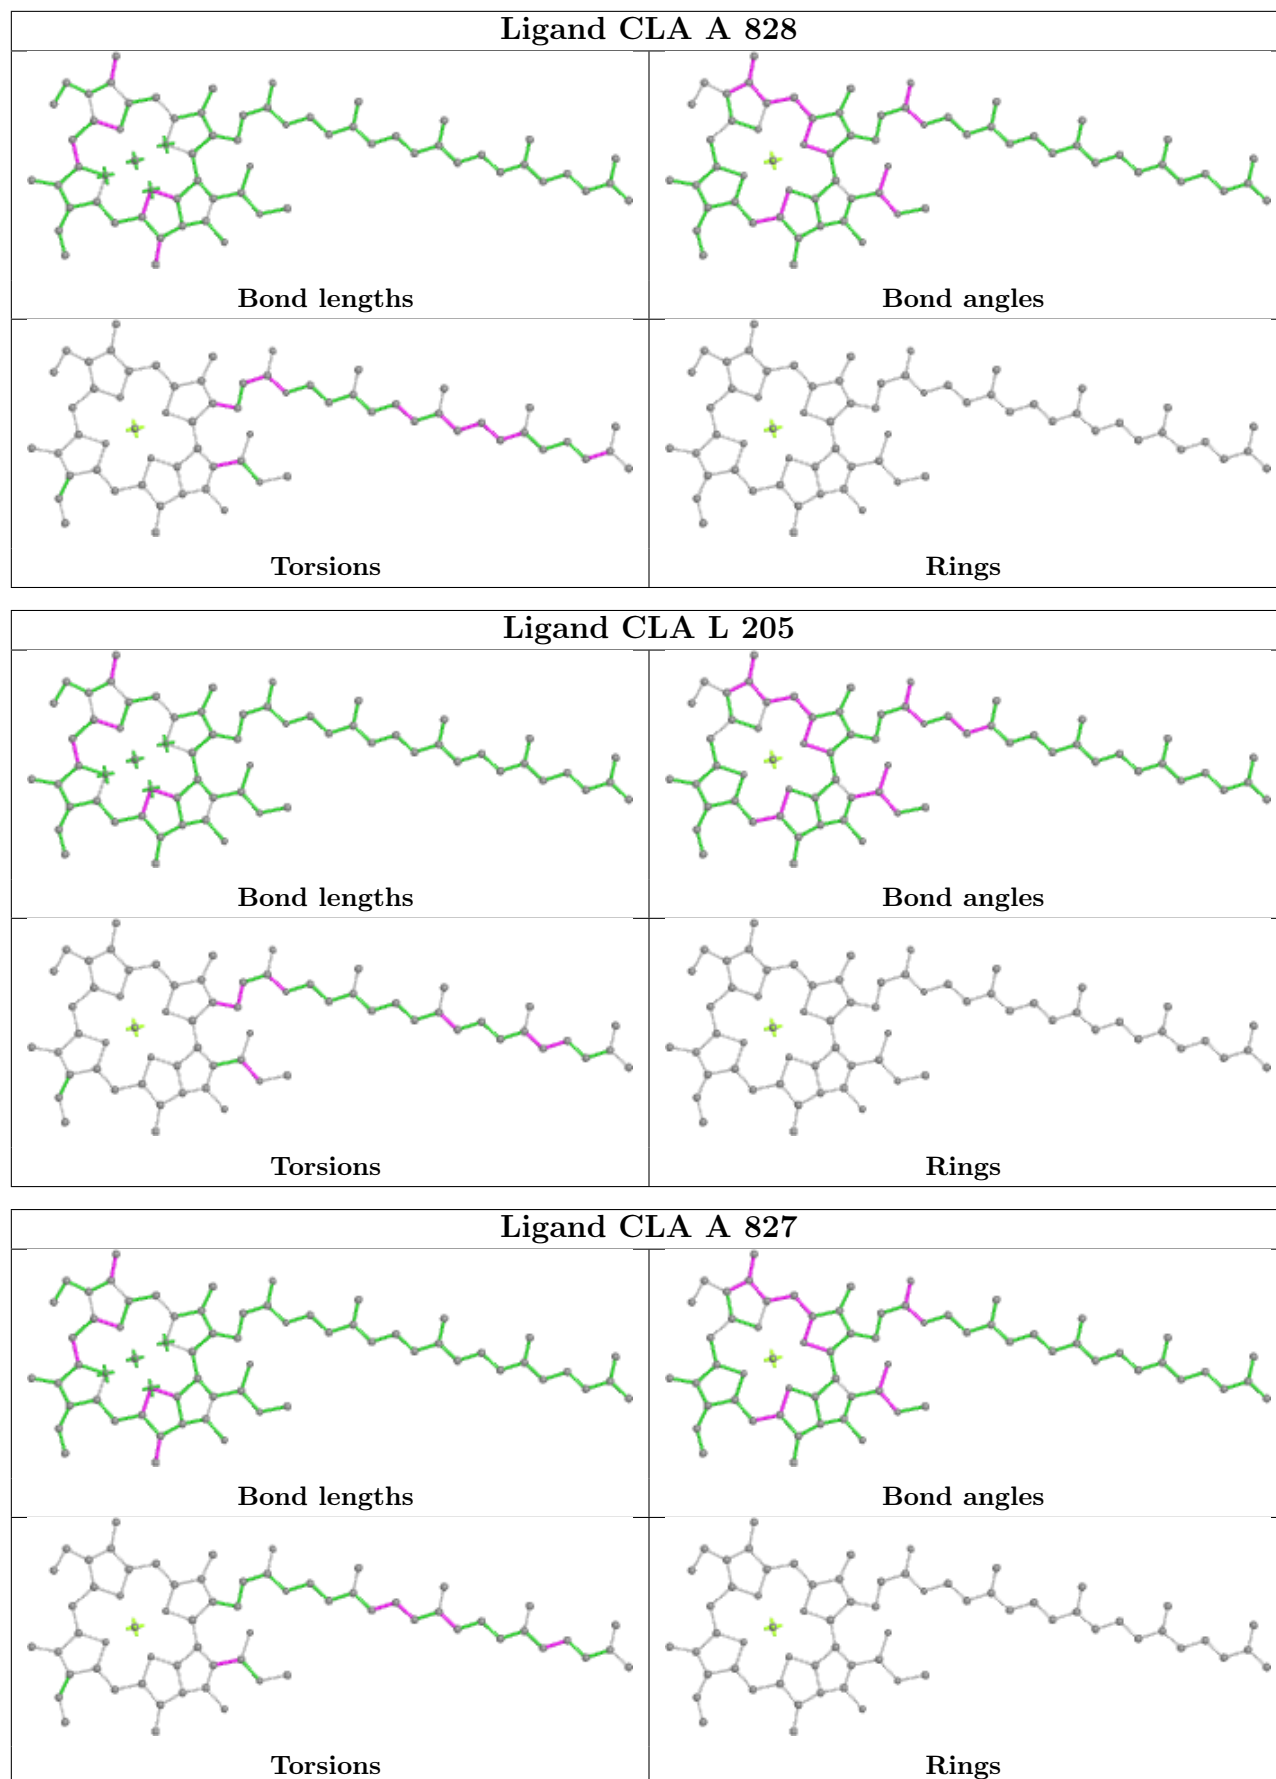 Ligand CLA A 828
Bond lengths
Bond angles
Torsions
Rings
Ligand CLA L 205
Bond lengths
Bond angles
Torsions
Rings
Ligand CLA A 827
Bond lengths
Bond angles
Torsions
Rings